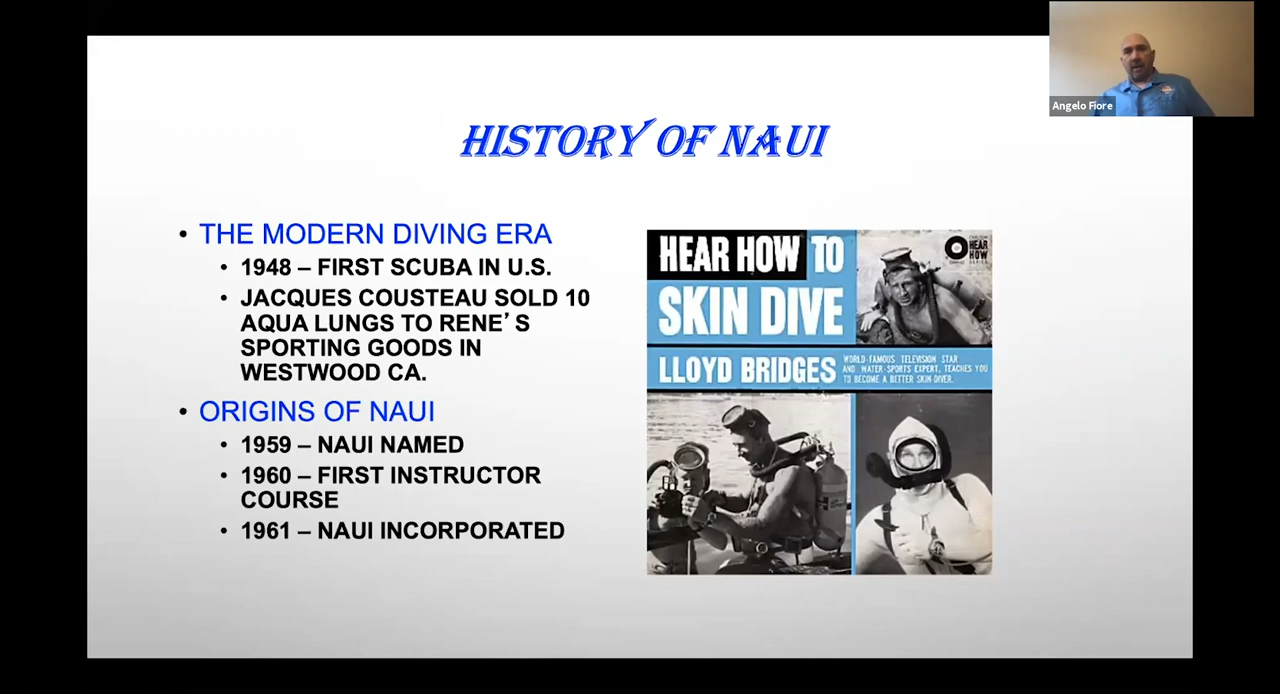 Angelo Fiore
HISTORY OF NAUI
• THE MODERN DIVING ERA
• 1948 – FIRST SCUBA IN U.S.
• JACQUES COUSTEAU SOLD 10
AQUA LUNGS TO RENE’S
SPORTING GOODS IN
WESTWOOD CA.
• ORIGINS OF NAUI
• 1959 – NAUI NAMED
• 1960 – FIRST INSTRUCTOR
COURSE
• 1961 – NAUI INCORPORATED
HEAR HOW TO
SKIN DIVE
HEAR
HOW
LLOYD BRIDGES
WORLD-FAMOUS TELEVISION STAR
AND WATER-SPORTS EXPERT, TEACHES YOU
TO BECOME A BETTER SKIN-DIVER.